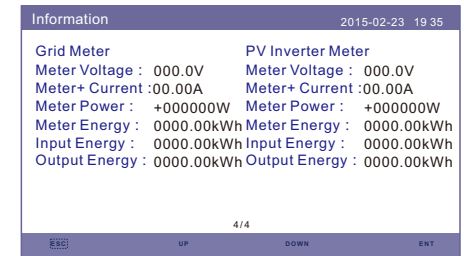 Information 2015-02-23 19 35
Grid Meter PV Inverter Meter
Meter Voltage : 000.0V Meter Voltage : 000.0V
Meter+ Current :00.00A Meter+ Current :00.00A
Meter Power : +000000W Meter Power : +000000W
Meter Energy : 0000.00kWh Meter Energy : 0000.00kWh
Input Energy : 0000.00kWh Input Energy : 0000.00kWh
Output Energy : 0000.00kWh Output Energy : 0000.00kWh
4/4
ESC UP DOWN ENT